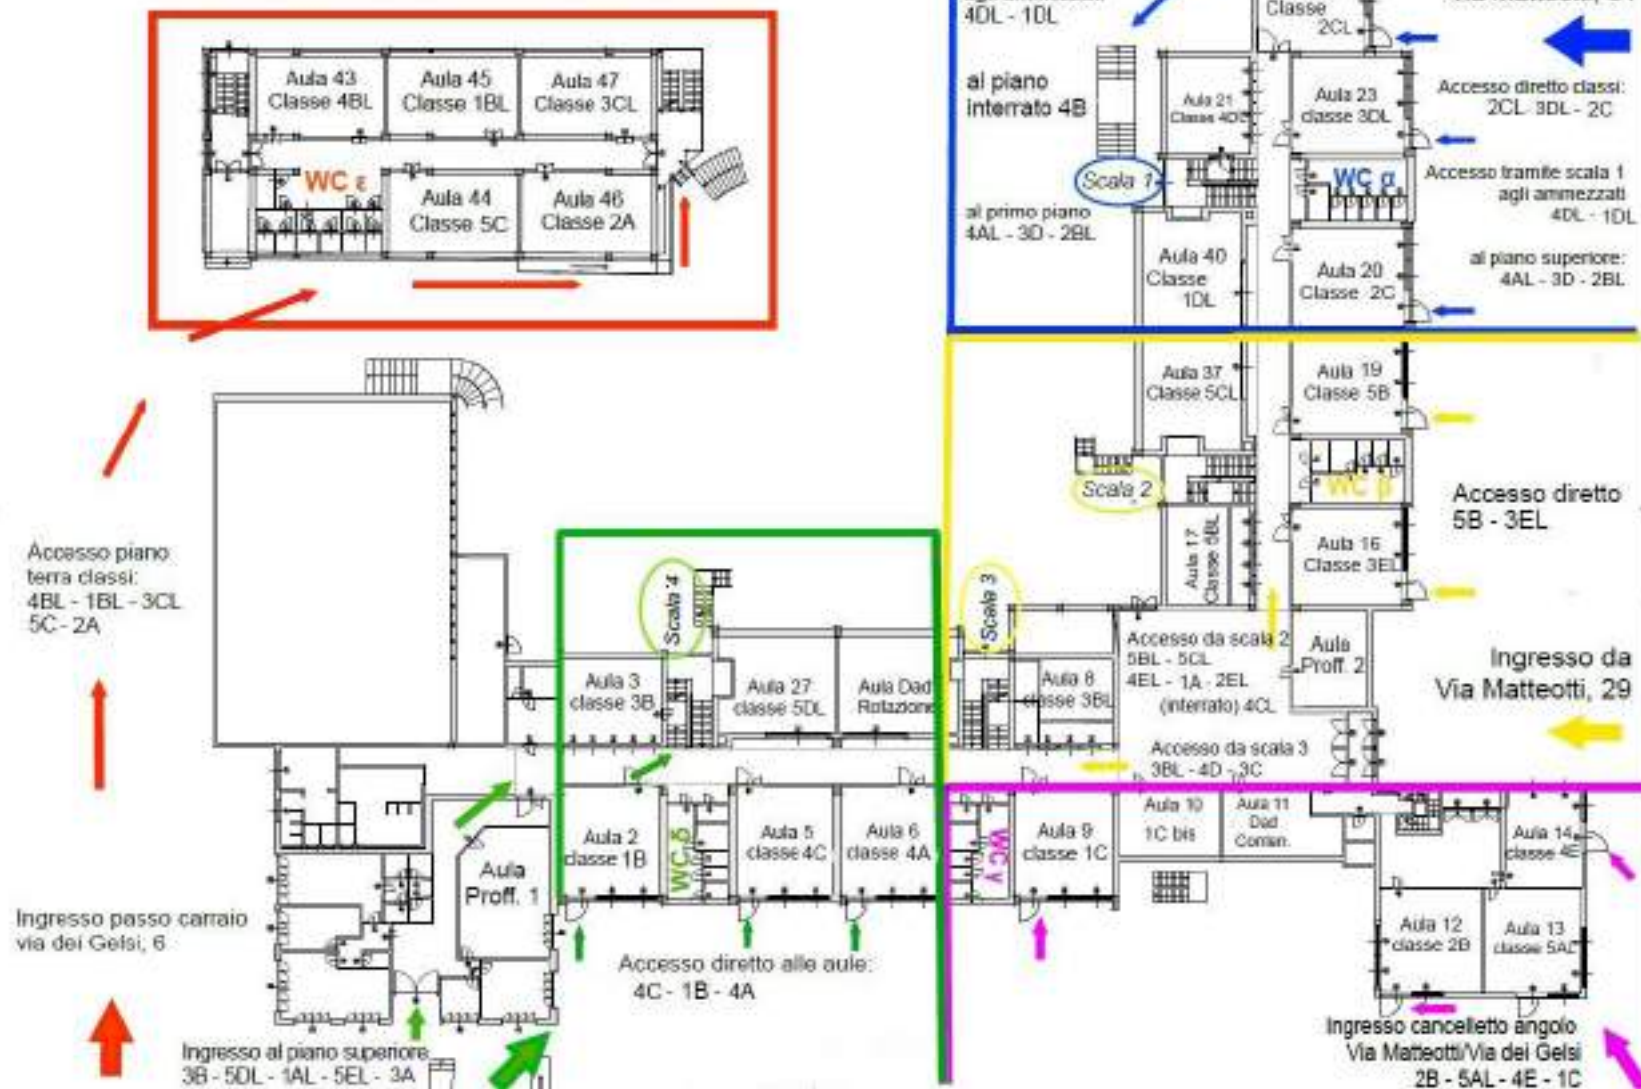 4DL - 1DL
Classe
2CL
al piano
interrato 4B
Aula 43
Classe 4BL
Aula 45
Classe 1BL
Aula 47
Classe 3CL
WC ε
Aula 44
Classe 5C
Aula 46
Classe 2A
Aula 21
Aula 23
classe 3DL
Accesso diretto classi:
2CL 3DL - 2C
Scala 1
WC α
Accesso tramite scala 1
agli ammezzati
4DL - 1DL
al primo piano
4AL - 3D - 2BL
Aula 40
Classe
1DL
Aula 20
Classe 2C
al piano superiore:
4AL - 3D - 2BL
Aula 37
Classe 5CL
Aula 19
Classe 5B
Scala 2
WC β
Accesso diretto
5B - 3EL
Aula 17
Classe 5BL
Aula 16
Classe 3EL
Accesso piano
terra classi:
4BL - 1BL - 3CL
5C - 2A
Scala 4
Scala 3
Accesso da scala 2
5BL - 5CL
4EL - 1A - 2EL
(interrato) 4CL
Aula
Proff. 2
Ingresso da
Via Matteotti, 29
Aula 3
classe 3B
Aula 27
classe 5DL
Aula Dad
Rotazione
Aula 8
classe 3BL
Accesso da scala 3
3BL - 4D - 3C
Aula 2
classe 1B
WC δ
Aula 5
classe 4C
Aula 6
classe 4A
WC γ
Aula 9
classe 1C
Aula 10
1C bis
Aula 11
Dad
Aula 14
classe 4E
Aula
Proff. 1
Aula 12
classe 2B
Aula 13
classe 5AL
Ingresso passo carraio
via dei Gelsi, 6
Accesso diretto alle aule:
4C - 1B - 4A
Ingresso al piano superiore
3B - 5DL - 1AL - 5EL - 3A
Ingresso cancelletto angolo
Via Matteotti/Via dei Gelsi
2B - 5AL - 4E - 1C